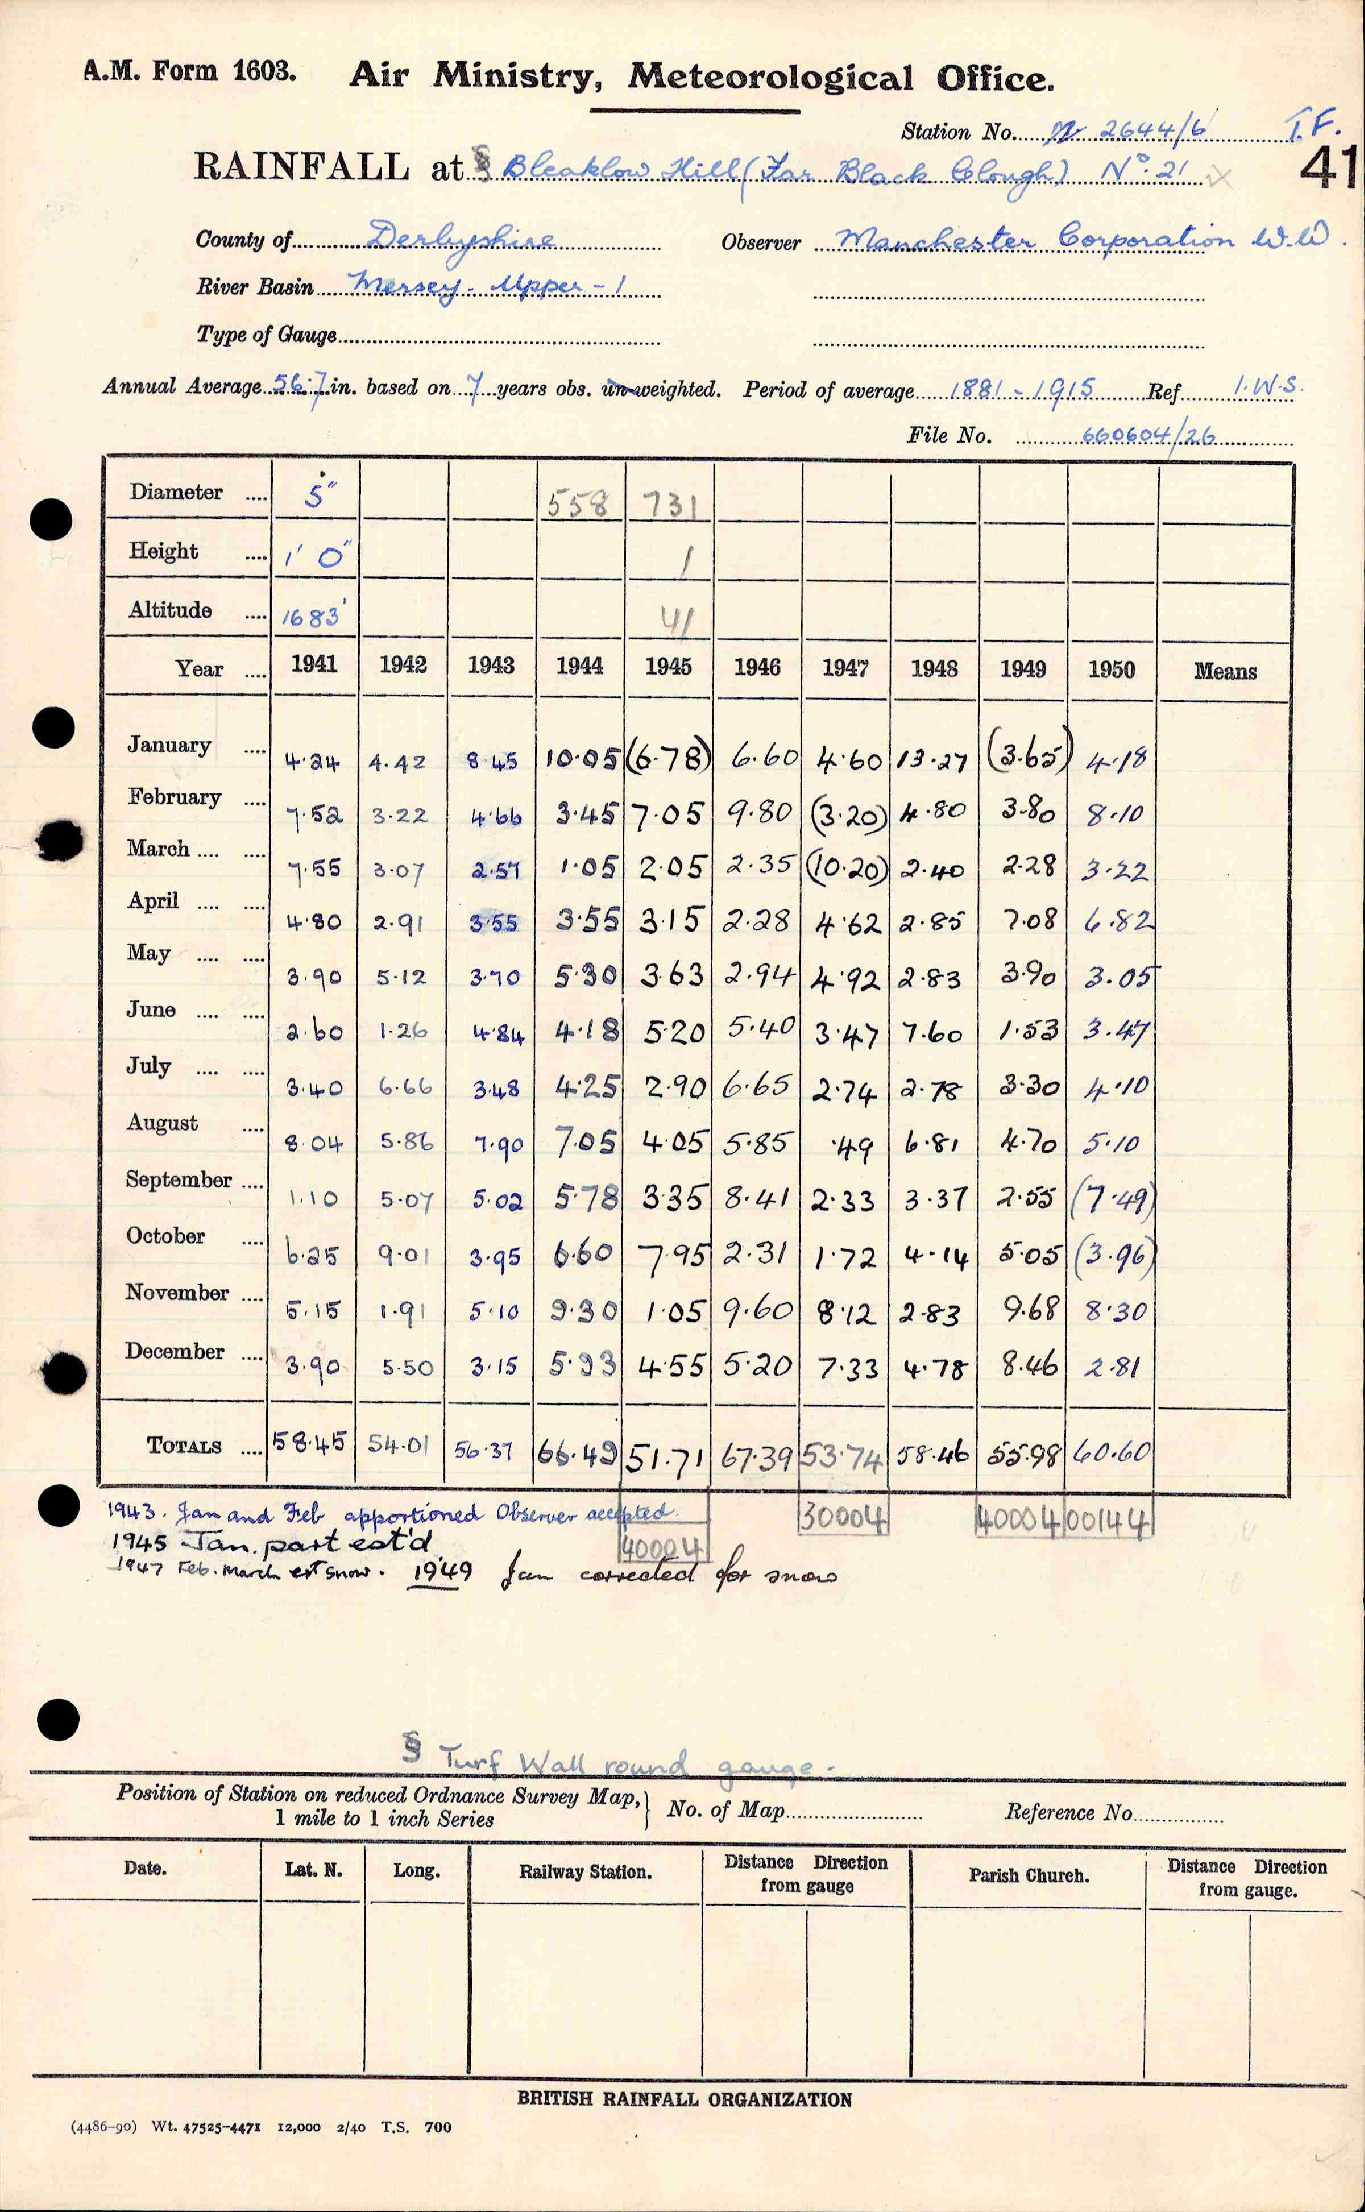 A.M. Form 1603. Air Ministry, Meteorological Office.
Station No. 2644/6 T.F.
RAINFALL at § Bleaklow Hill (Far Black Clough) No. 21 41
County of Derbyshire Observer Manchester Corporation W.W.
River Basin Mersey - Upper - 1
Type of Gauge
Annual Average 56.7 in. based on 7 years obs. un-weighted. Period of average 1881 - 1915 Ref I.W.S.
File No. 660604/26
Diameter .... 5" 558 731
Height .... 1' 0" 1
Altitude .... 1683' 41
Year .... 1941 1942 1943 1944 1945 1946 1947 1948 1949 1950 Means
January .... 4.24 4.42 8.45 10.05 (6.78) 6.60 4.60 13.27 (3.65) 4.18
February .... 7.52 3.22 4.66 3.45 7.05 9.80 (3.20) 4.80 3.80 8.10
March .... .... 7.55 3.07 2.57 1.05 2.05 2.35 (10.20) 2.40 2.28 3.22
April .... .... 4.80 2.91 3.55 3.55 3.15 2.28 4.62 2.85 7.08 6.82
May .... .... 3.90 5.12 3.70 5.30 3.63 2.94 4.92 2.83 3.90 3.05
June .... .... 2.60 1.26 4.84 4.18 5.20 5.40 3.47 7.60 1.53 3.47
July .... .... 3.40 6.66 3.48 4.25 2.90 6.65 2.74 2.78 3.30 4.10
August .... 8.04 5.86 7.90 7.05 4.05 5.85 .49 6.81 4.70 5.10
September .... 1.10 5.07 5.02 5.78 3.35 8.41 2.33 3.37 2.55 (7.49)
October .... 6.25 9.01 3.95 6.60 7.95 2.31 1.72 4.14 5.05 (3.96)
November .... 5.15 1.91 5.10 9.30 1.05 9.60 8.12 2.83 9.68 8.30
December .... 3.90 5.50 3.15 5.93 4.55 5.20 7.33 4.78 8.46 2.81
TOTALS .... 58.45 54.01 56.37 66.49 51.71 67.39 53.74 58.46 55.98 60.60
1943. Jan and Feb apportioned Observer accepted. 30004 40004 00144
1945 Jan. part est'd 40004
1947 Feb. March est snow. 1949 Jan corrected for snow
§ Turf Wall round gauge.
Position of Station on reduced Ordnance Survey Map,} No. of Map Reference No.
1 mile to 1 inch Series
Date. Lat. N. Long. Railway Station. Distance Direction from gauge Parish Church. Distance Direction from gauge.
BRITISH RAINFALL ORGANIZATION
(4486-90) Wt. 47525-4471 12,000 2/40 T.S. 700